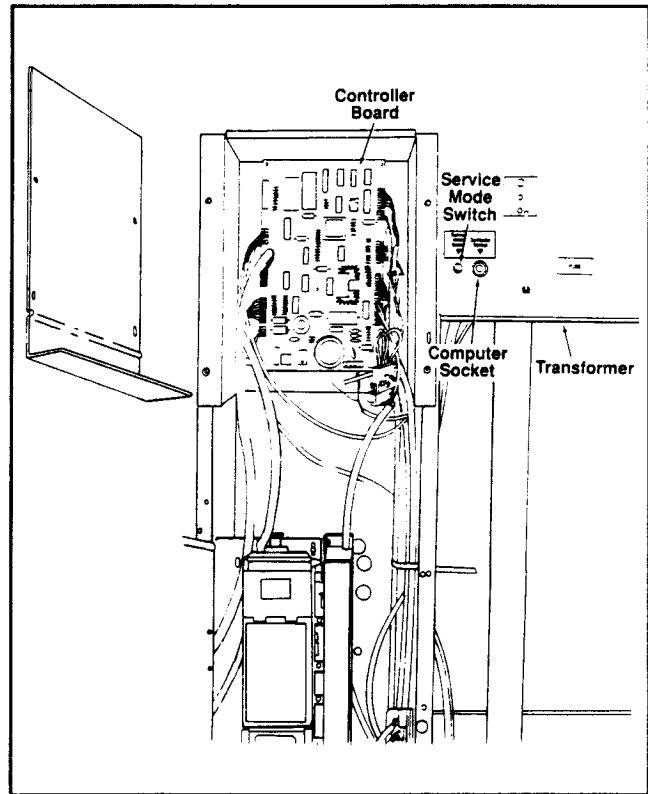 Controller
Board
Service
Mode
Switch
Computer
Socket
Transformer